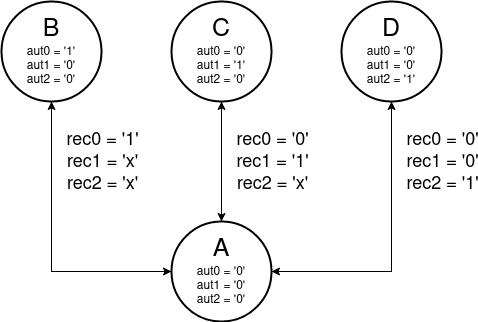 B
aut0 = '1'
aut1 = '0'
aut2 = '0'
C
aut0 = '0'
aut1 = '1'
aut2 = '0'
D
aut0 = '0'
aut1 = '0'
aut2 = '1'
rec0 = '1'
rec1 = 'x'
rec2 = 'x'
rec0 = '0'
rec1 = '1'
rec2 = 'x'
rec0 = '0'
rec1 = '0'
rec2 = '1'
A
aut0 = '0'
aut1 = '0'
aut2 = '0'